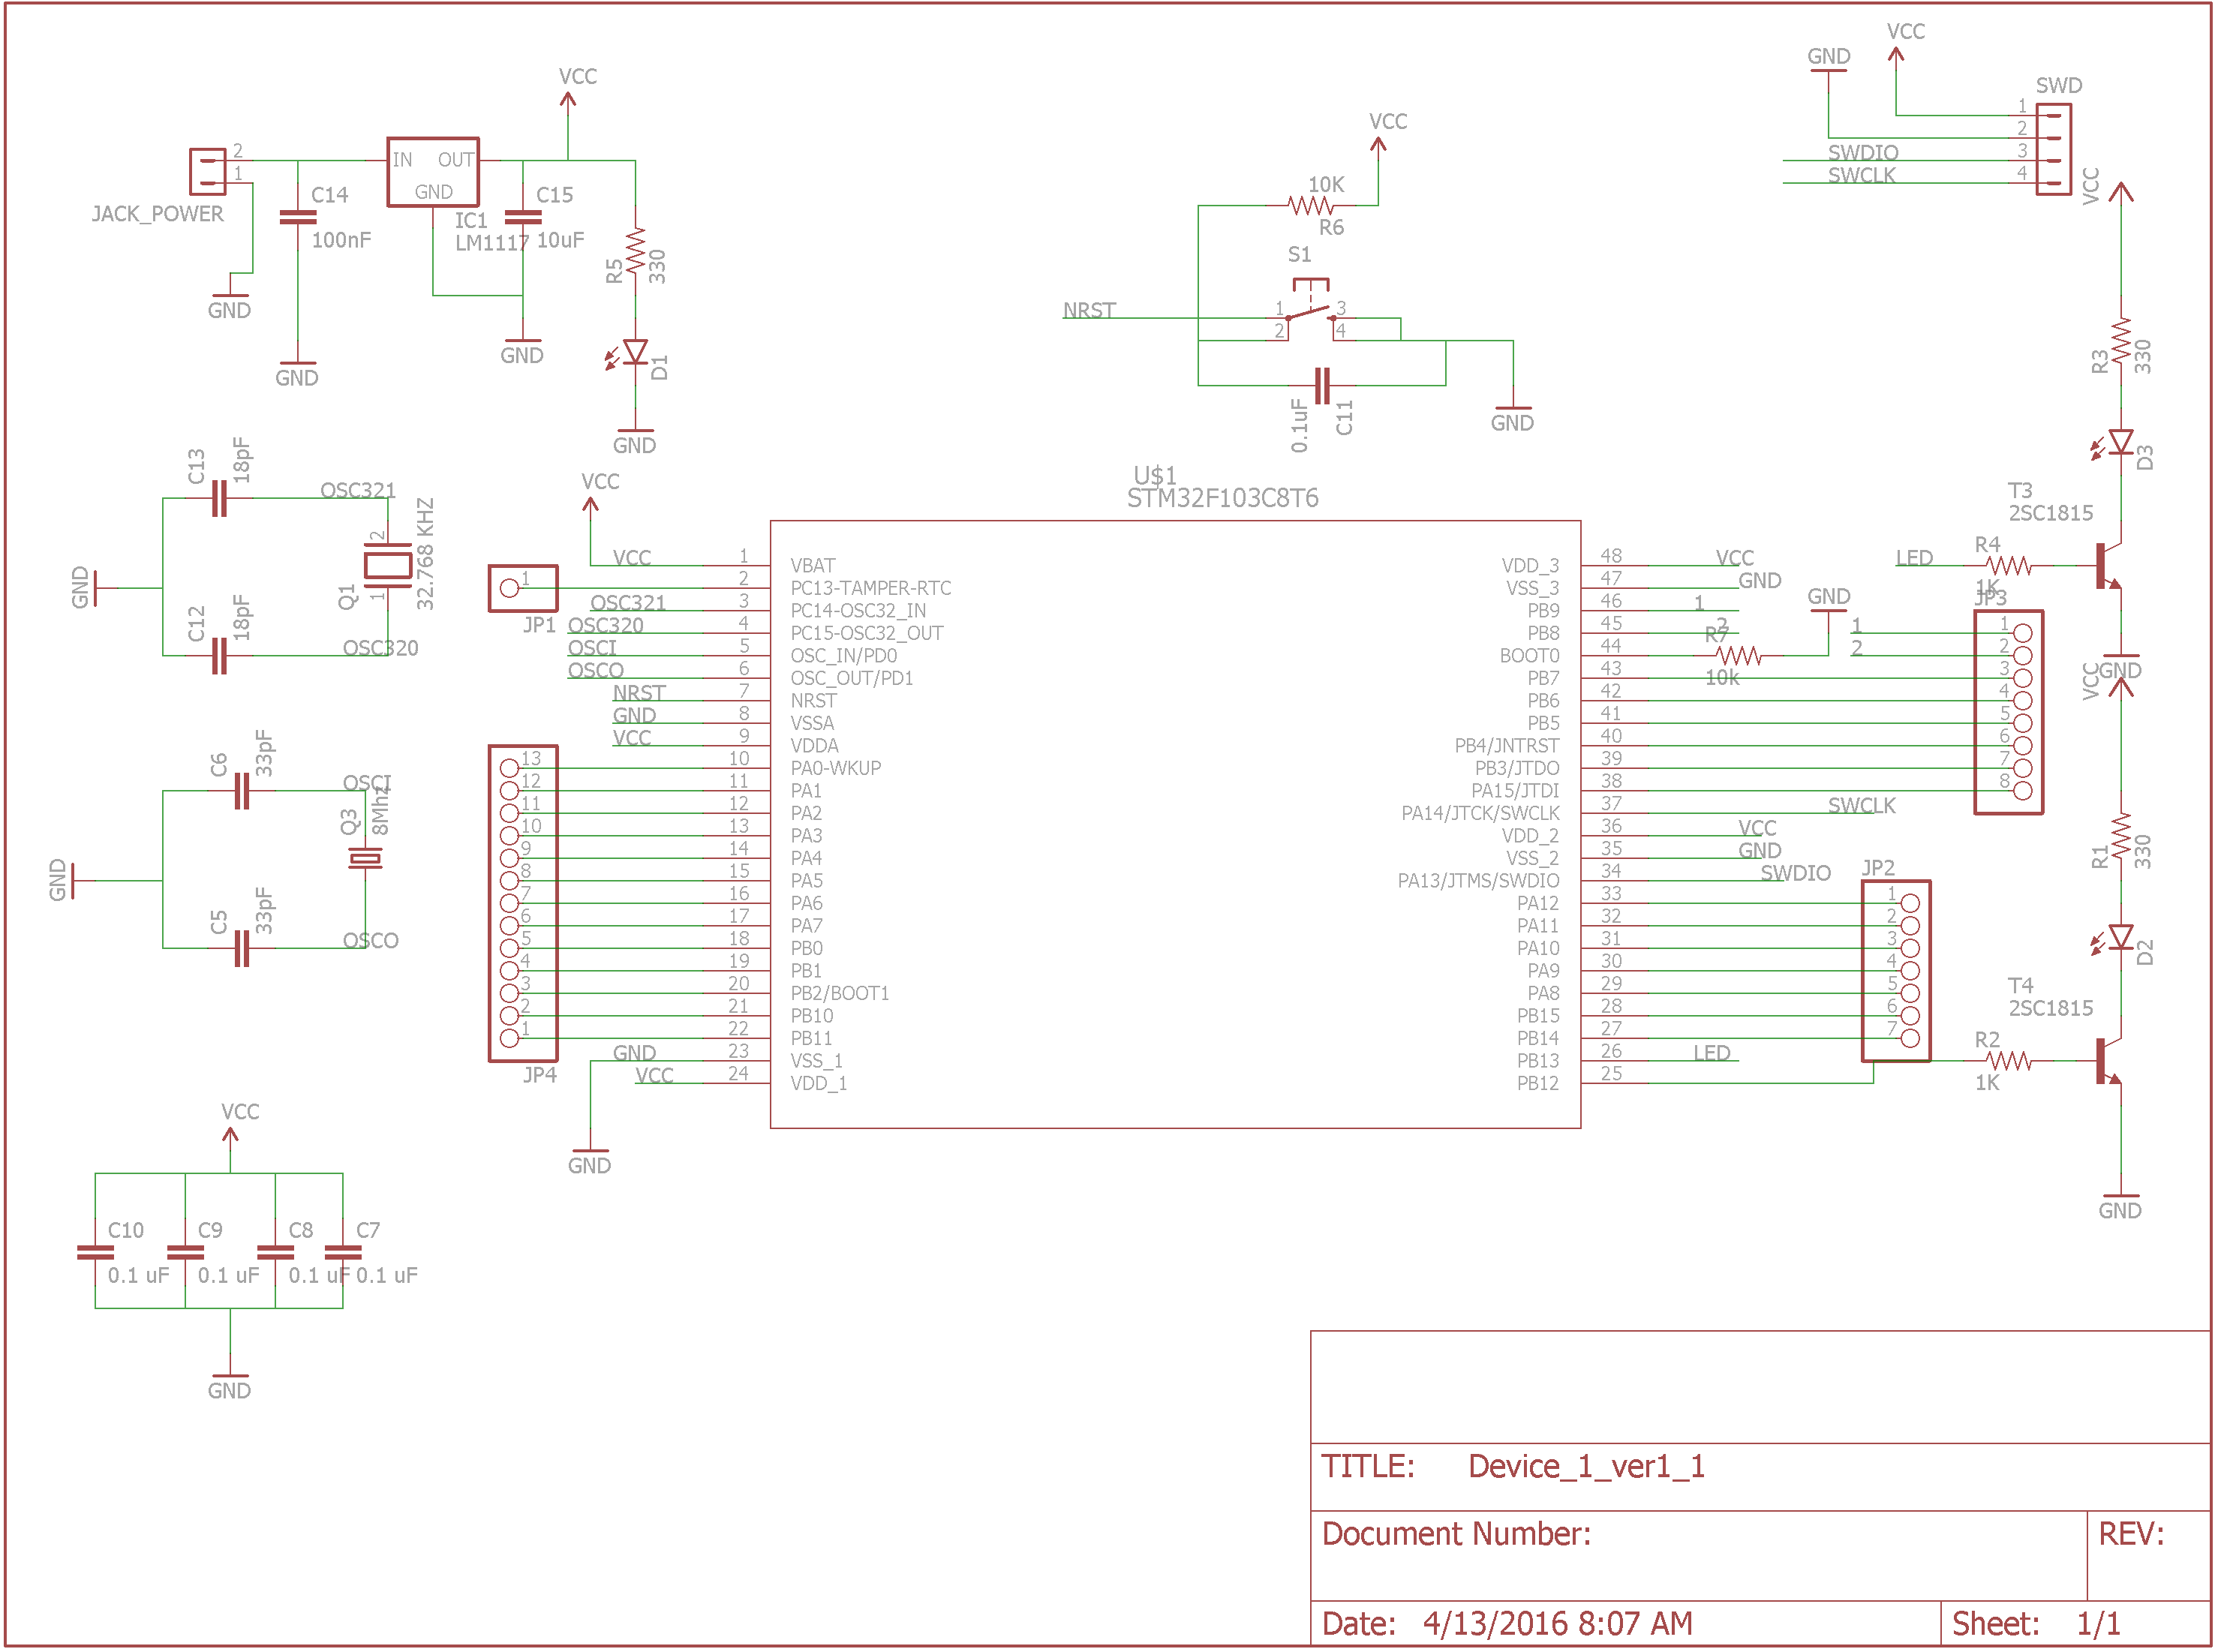 VCC
2
1
JACK_POWER
GND
C14
100nF
GND
IN OUT
GND
IC1
LM1117
C15
10uF
GND
R5
330
D1
GND
VCC
10K
R6
S1
NRST
1
2
3
4
0.1uF
C11
GND
GND
VCC
SWD
1
2
3
4
SWDIO
SWCLK
VCC
R3
330
D3
T3
2SC1815
LED
R4
1K
GND
C13
18pF
OSC321
GND
2
1
Q1
32.768 KHZ
C12
18pF
OSC320
C6
33pF
OSCI
GND
Q3
8Mhz
C5
33pF
OSCO
VCC
C10
0.1 uF
C9
0.1 uF
C8
0.1 uF
C7
0.1 uF
GND
U$1
STM32F103C8T6
VCC
VCC 1 VBAT
2 PC13-TAMPER-RTC
OSC321 3 PC14-OSC32_IN
OSC320 4 PC15-OSC32_OUT
OSCI 5 OSC_IN/PD0
OSCO 6 OSC_OUT/PD1
NRST 7 NRST
GND 8 VSSA
VCC 9 VDDA
10 PA0-WKUP
11 PA1
12 PA2
13 PA3
14 PA4
15 PA5
16 PA6
17 PA7
18 PB0
19 PB1
20 PB2/BOOT1
21 PB10
22 PB11
GND 23 VSS_1
VCC 24 VDD_1
GND
1
JP1
13
12
11
10
9
8
7
6
5
4
3
2
1
JP4
VDD_3 48 VCC
VSS_3 47 GND
PB9 46 1
PB8 45 2
BOOT0 44
PB7 43
PB6 42
PB5 41
PB4/JNTRST 40
PB3/JTDO 39
PA15/JTDI 38
PA14/JTCK/SWCLK 37 SWCLK
VDD_2 36 VCC
VSS_2 35 GND
PA13/JTMS/SWDIO 34 SWDIO
PA12 33
PA11 32
PA10 31
PA9 30
PA8 29
PB15 28
PB14 27
PB13 26 LED
PB12 25
R7
10k
GND
1
2
JP3
1
2
3
4
5
6
7
8
JP2
1
2
3
4
5
6
7
VCC
R1
330
D2
T4
2SC1815
R2
1K
GND
TITLE: Device_1_ver1_1
Document Number:
REV:
Date: 4/13/2016 8:07 AM
Sheet: 1/1